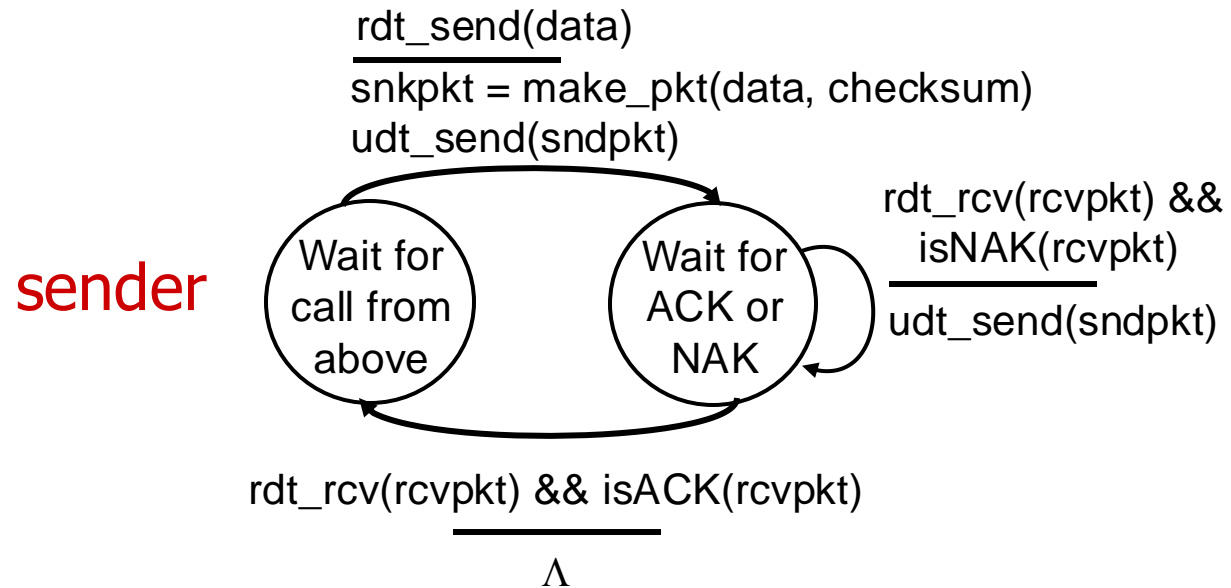 rdt_send(data)
snkpkt = make_pkt(data, checksum)
udt_send(sndpkt)
sender
Wait for
call from
above
Wait for
ACK or
NAK
rdt_rcv(rcvpkt) &&
isNAK(rcvpkt)
udt_send(sndpkt)
rdt_rcv(rcvpkt) && isACK(rcvpkt)
Λ